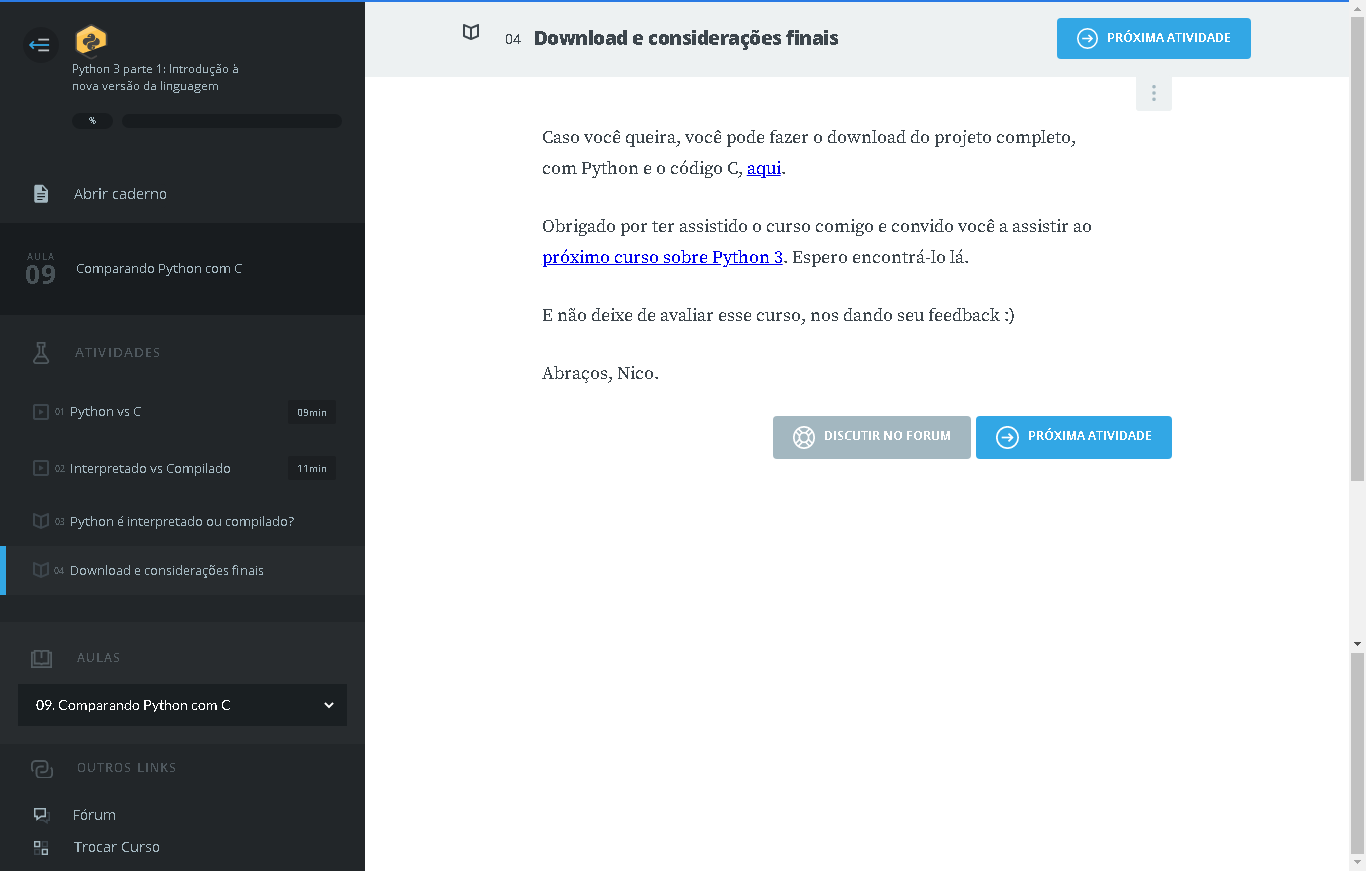 Python 3 parte 1: Introdução à
nova versão da linguagem
%
Abrir caderno
AULA
09
Comparando Python com C
ATIVIDADES
01 Python vs C 09min
02 Interpretado vs Compilado 11min
03 Python é interpretado ou compilado?
04 Download e considerações finais
AULAS
09. Comparando Python com C
OUTROS LINKS
Fórum
Trocar Curso
04 Download e considerações finais
PRÓXIMA ATIVIDADE
Caso você queira, você pode fazer o download do projeto completo,
com Python e o código C, aqui.
Obrigado por ter assistido o curso comigo e convido você a assistir ao
próximo curso sobre Python 3. Espero encontrá-lo lá.
E não deixe de avaliar esse curso, nos dando seu feedback :)
Abraços, Nico.
DISCUTIR NO FORUM PRÓXIMA ATIVIDADE